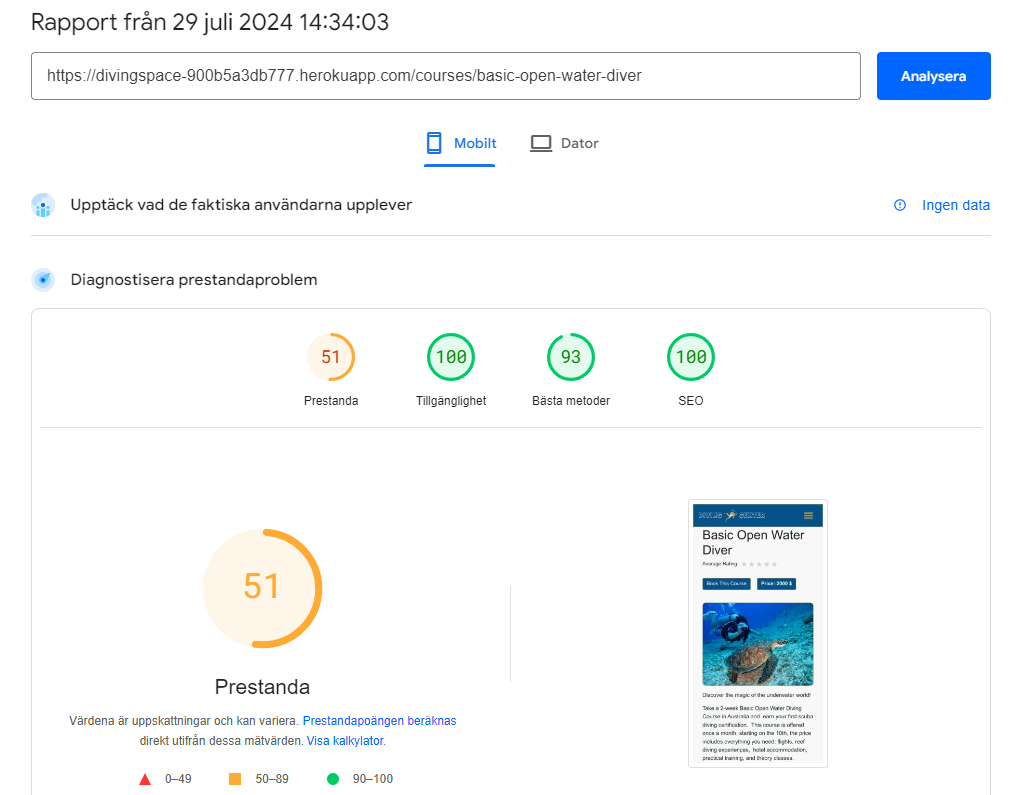 Rapport från 29 juli 2024 14:34:03
https://divingspace-900b5a3db777.herokuapp.com/courses/basic-open-water-diver
Analysera
Mobilt
Dator
Upptäck vad de faktiska användarna upplever
Ingen data
Diagnostisera prestandaproblem
51
100
93
100
Prestanda
Tillgänglighet
Bästa metoder
SEO
51
Prestanda
Värdena är uppskattningar och kan variera. Prestandapoängen beräknas
direkt utifrån dessa mätvärden. Visa kalkylator.
0–49
50–89
90–100
DIVING CENTER
Basic Open Water
Diver
Average Rating
Book This Course
Price: 2000 $
Discover the magic of the underwater world!
Take a 2-week Basic Open Water Diving
Course in Australia and earn your first scuba
diving certification. This course is offered
once a month, starting on the 10th, the price
includes everything you need: flights, reef
diving experiences, hotel accommodation,
practical training, and theory classes.